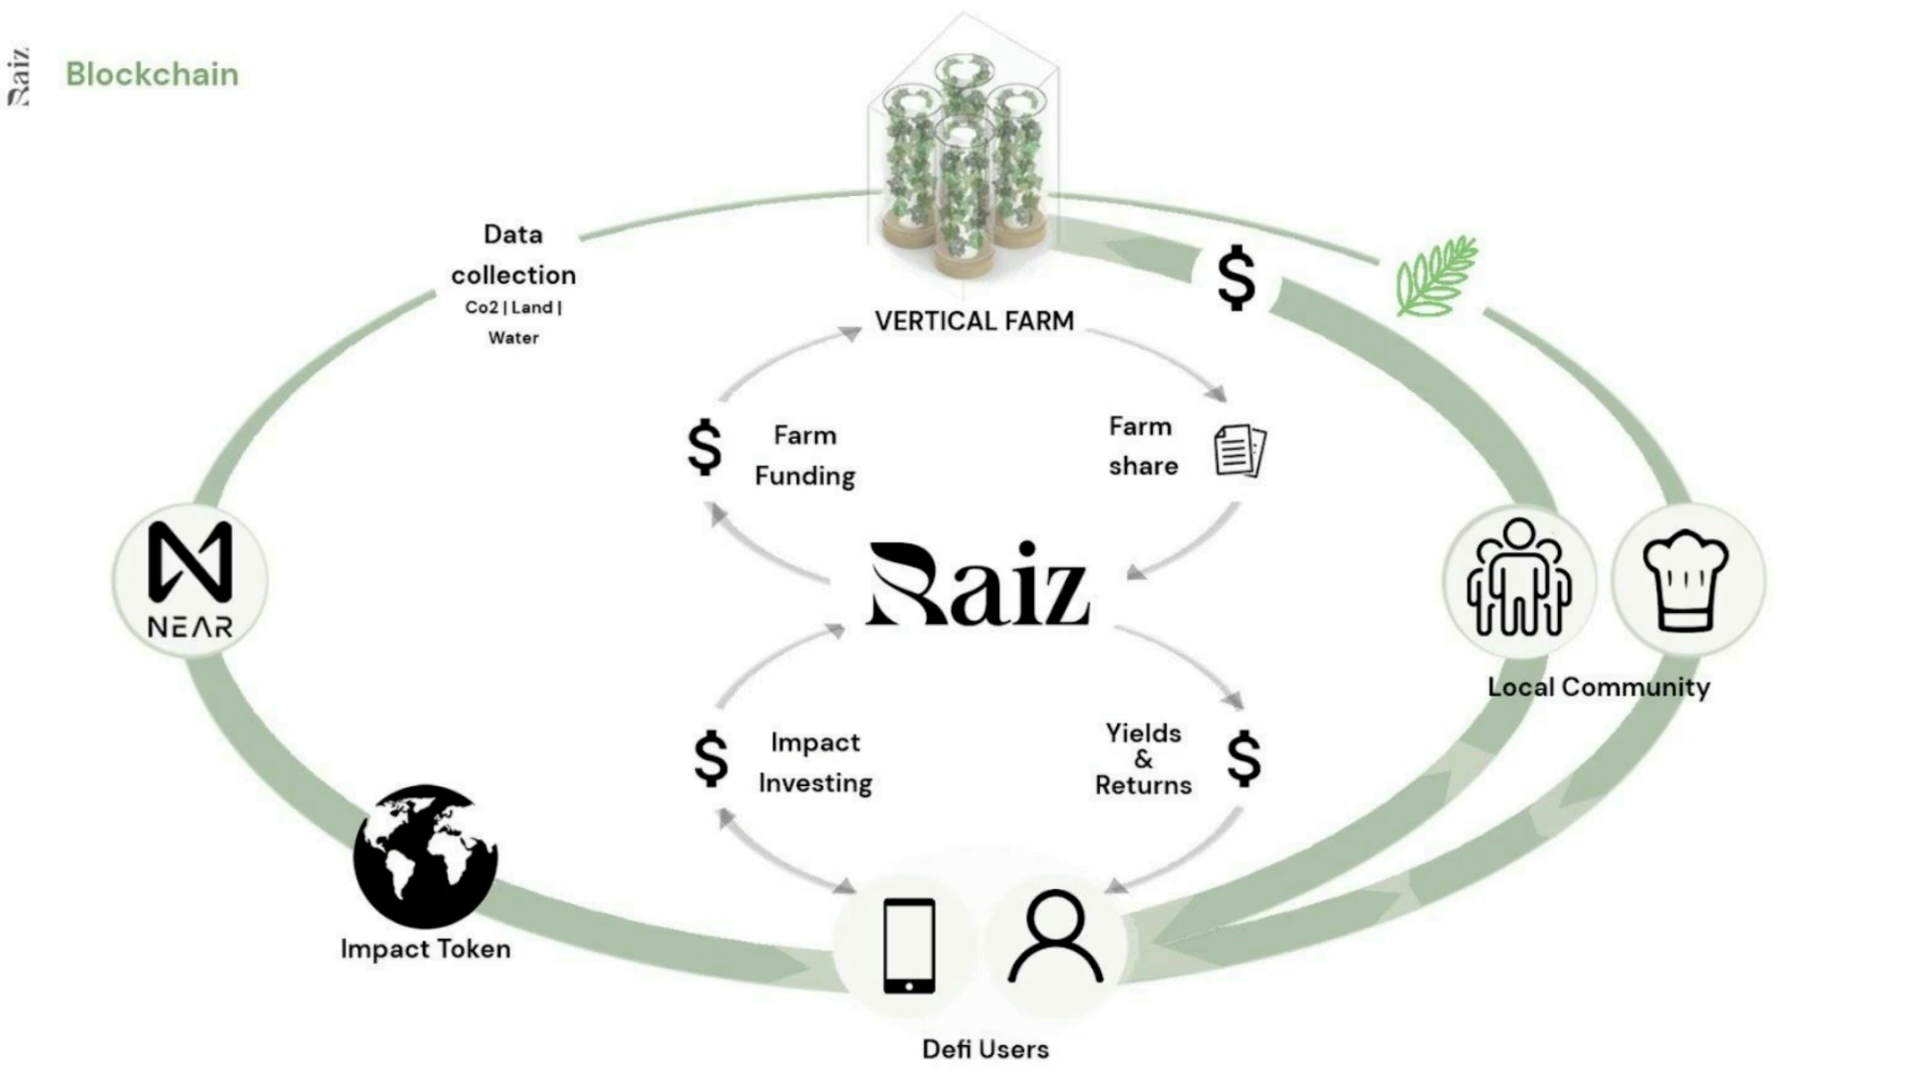 Raiz
Blockchain
Data
collection
Co2 | Land |
Water
$
VERTICAL FARM
$
Farm
Funding
Farm
share
NEAR
Raiz
Local Community
$
Impact
Investing
Yields
&
Returns
$
Impact Token
Defi Users